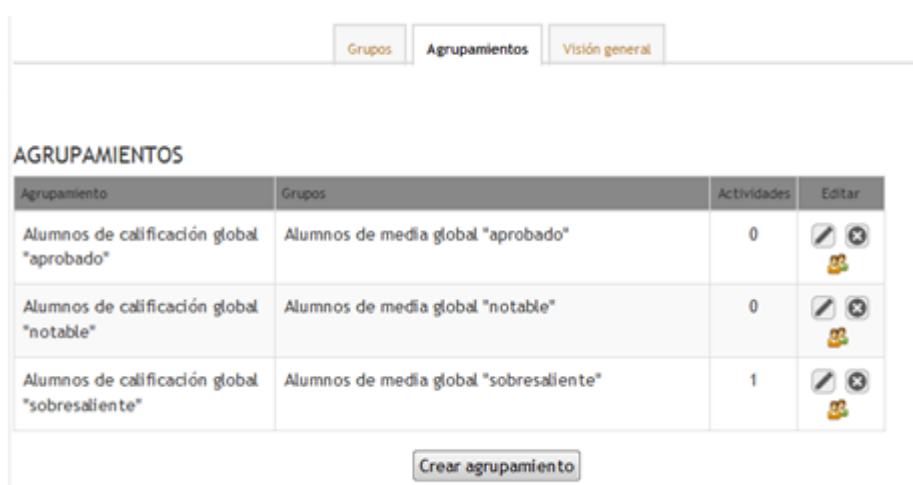 Grupos Agrupamientos Visión general
AGRUPAMIENTOS
Agrupamiento Grupos Actividades Editar
Alumnos de calificación global Alumnos de media global "aprobado" 0
"aprobado"
Alumnos de calificación global Alumnos de media global "notable" 0
"notable"
Alumnos de calificación global Alumnos de media global "sobresaliente" 1
"sobresaliente"
Crear agrupamiento